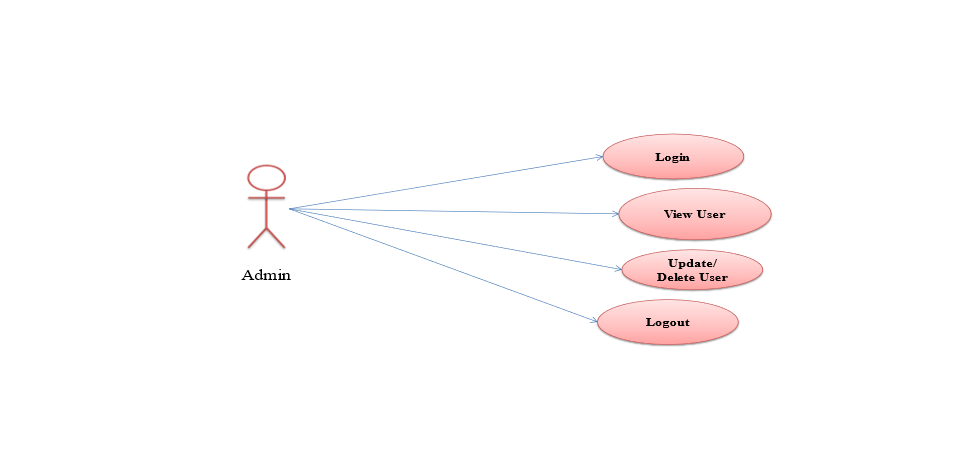 Login
View User
Update/
Delete User
Admin
Logout